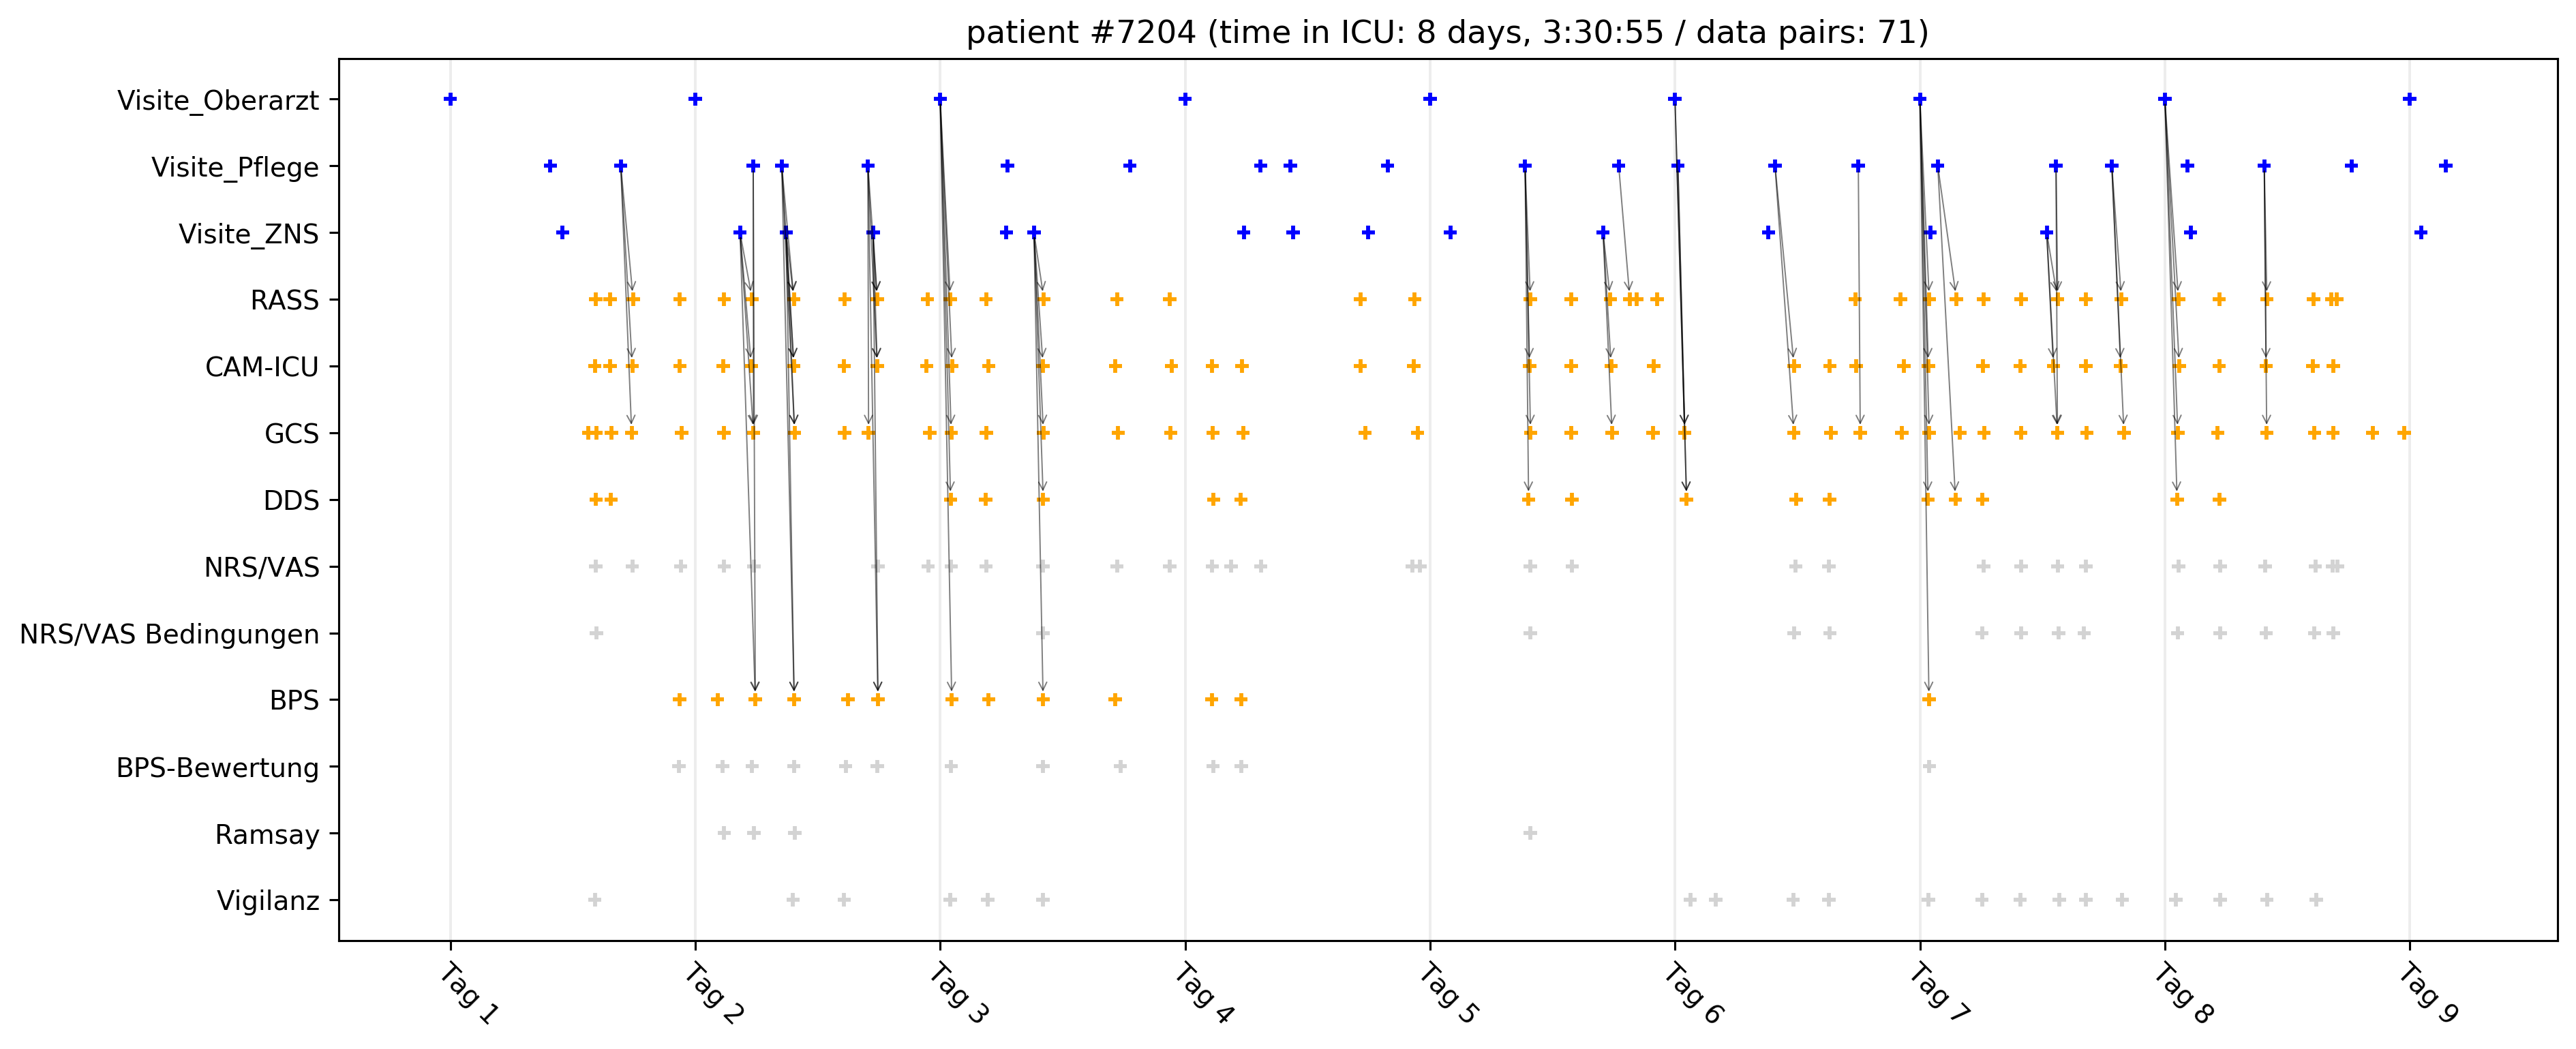 patient #7204 (time in ICU: 8 days, 3:30:55 / data pairs: 71)
Visite_Oberarzt
Visite_Pflege
Visite_ZNS
RASS
CAM-ICU
GCS
DDS
NRS/VAS
NRS/VAS Bedingungen
BPS
BPS-Bewertung
Ramsay
Vigilanz
Tag 1
Tag 2
Tag 3
Tag 4
Tag 5
Tag 6
Tag 7
Tag 8
Tag 9